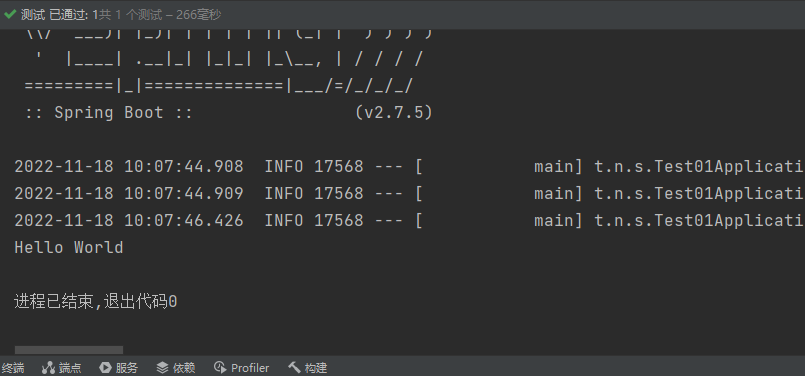 测试 已通过: 1共 1 个测试 – 266毫秒
\\/  ___)| |_)| | | | | || (_| |  ) ) ) )
'  |____| .__|_| |_|_| |_\__, | / / / /
=========|_|==============|___/=/_/_/_/
:: Spring Boot ::                (v2.7.5)
2022-11-18 10:07:44.908  INFO 17568 --- [           main] t.n.s.Test01Applicati
2022-11-18 10:07:44.909  INFO 17568 --- [           main] t.n.s.Test01Applicati
2022-11-18 10:07:46.426  INFO 17568 --- [           main] t.n.s.Test01Applicati
Hello World
进程已结束,退出代码0
终端 端点 服务 依赖 Profiler 构建